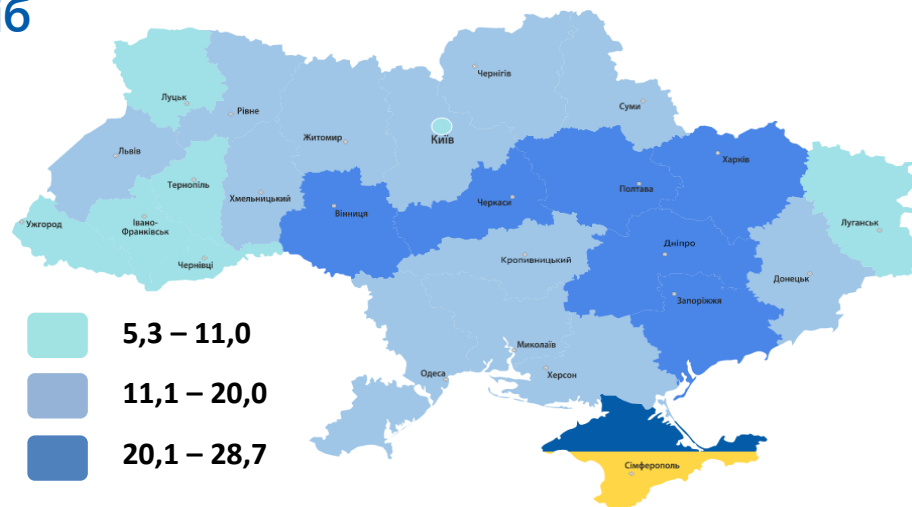 іб
Чернігів
Луцьк
Суми
Рівне
Київ
Житомир
Львів
Харків
Тернопіль
Полтава
Хмельницький
Черкаси
Вінниця
Ужгород
Івано-
Франківськ
Луганськ
Дніпро
Чернівці
Кропивницький
Донецьк
Запоріжжя
5,3 – 11,0
Миколаїв
Одеса
Херсон
11,1 – 20,0
20,1 – 28,7
Сімферополь